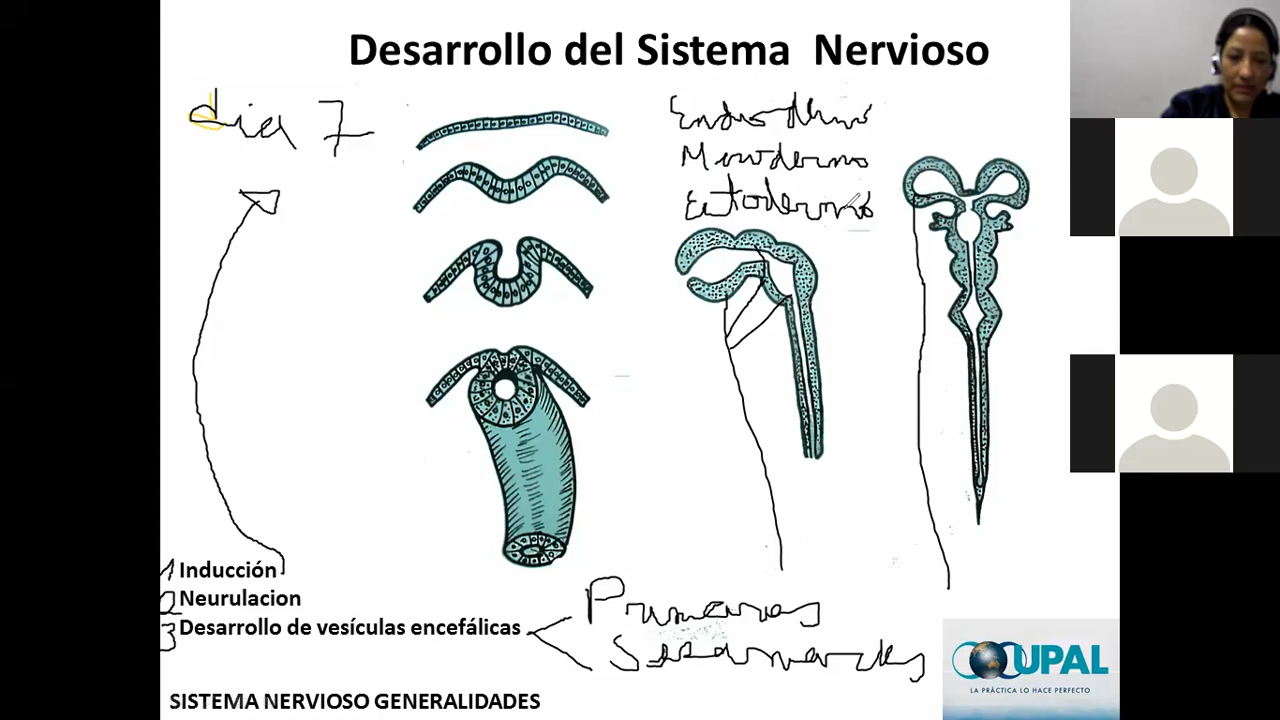 Desarrollo del Sistema Nervioso
dia 7
Endodermo
Mesodermo
Ectodermo
1 Inducción
2 Neurulacion
3 Desarrollo de vesículas encefálicas
Primarias
Secundarias
UPAL
LA PRÁCTICA LO HACE PERFECTO
SISTEMA NERVIOSO GENERALIDADES